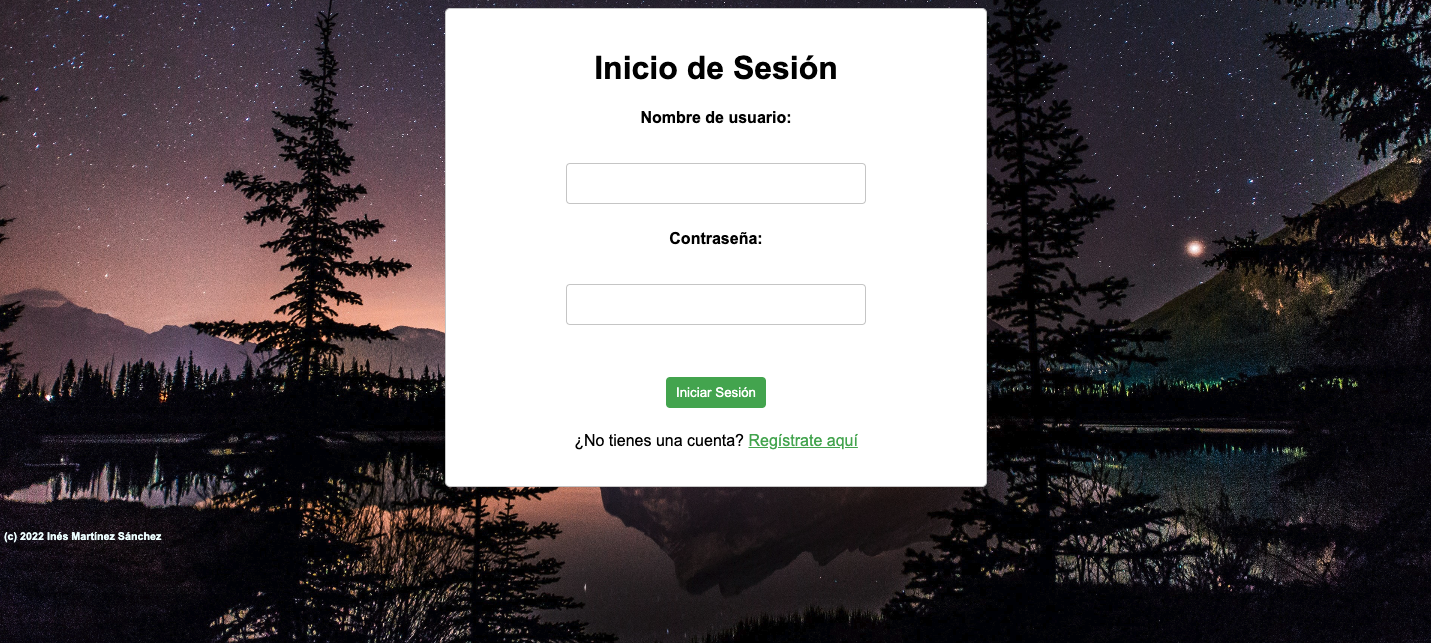 Inicio de Sesión
Nombre de usuario:
Contraseña:
Iniciar Sesión
¿No tienes una cuenta? Regístrate aquí
(c) 2022 Inés Martínez Sánchez